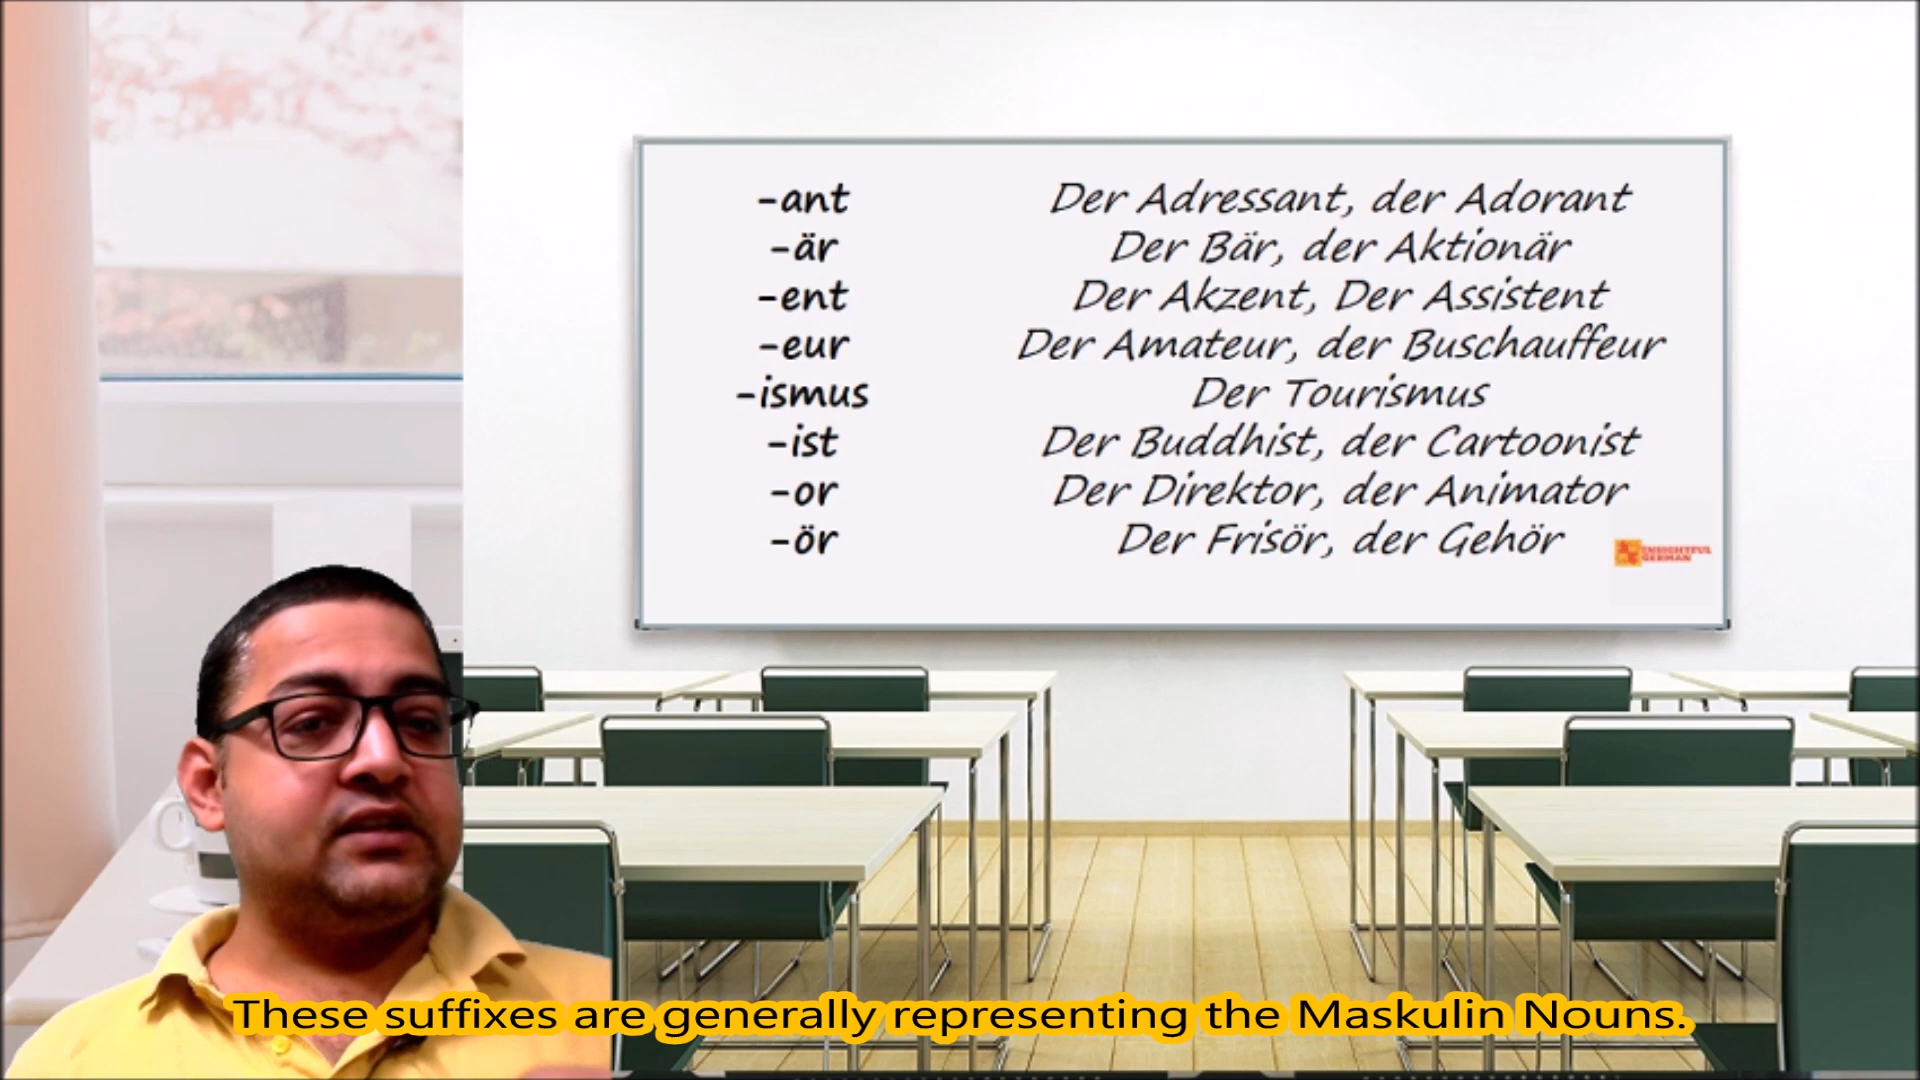 -ant Der Adressant, der Adorant
-är Der Bär, der Aktionär
-ent Der Akzent, Der Assistent
-eur Der Amateur, der Buschauffeur
-ismus Der Tourismus
-ist Der Buddhist, der Cartoonist
-or Der Direktor, der Animator
-ör Der Frisör, der Gehör
INSIGHTFUL
GERMAN
These suffixes are generally representing the Maskulin Nouns.